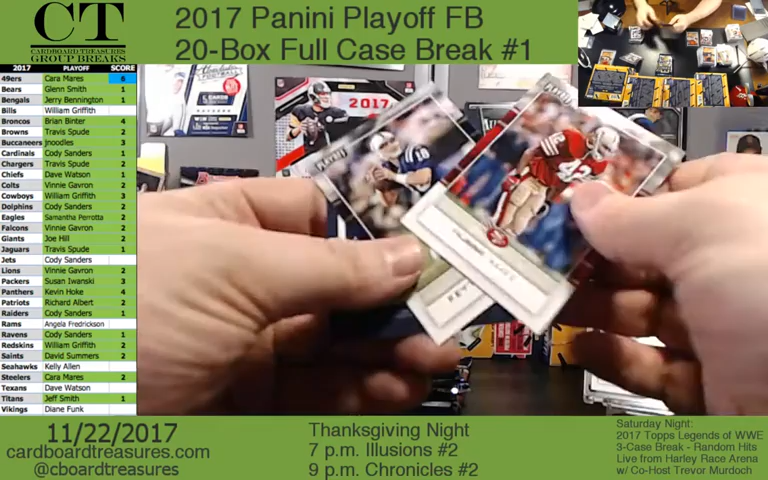 CT
CARDBOARD TREASURES
GROUP BREAKS
2017 Panini Playoff FB
20-Box Full Case Break #1
2017 PLAYOFF SCORE
49ers Cara Mares 6
Bears Glenn Smith 1
Bengals Jerry Bennington 1
Bills William Griffith
Broncos Brian Binter 4
Browns Travis Spude 2
Buccaneers Jnoodles 3
Cardinals Cody Sanders 1
Chargers Travis Spude 2
Chiefs Dave Watson 1
Colts Vinnie Gavron 2
Cowboys William Griffith 3
Dolphins Cody Sanders 2
Eagles Samantha Perrotta 2
Falcons Vinnie Gavron 2
Giants Joe Hill 2
Jaguars Travis Spude 1
Jets Cody Sanders
Lions Vinnie Gavron 2
Packers Susan Iwanski 3
Panthers Kevin Hoke 4
Patriots Richard Albert 2
Raiders Cody Sanders 1
Rams Angela Fredrickson
Ravens Cody Sanders 1
Redskins William Griffith 2
Saints David Summers 2
Seahawks Kelly Allen
Steelers Cara Mares 2
Texans Dave Watson
Titans Jeff Smith 1
Vikings Diane Funk
2017
PLAYOFF
18
42
11/22/2017
cardboardtreasures.com
@cboardtreasures
Thanksgiving Night
7 p.m. Illusions #2
9 p.m. Chronicles #2
Saturday Night:
2017 Topps Legends of WWE
3-Case Break - Random Hits
Live from Harley Race Arena
w/ Co-Host Trevor Murdoch